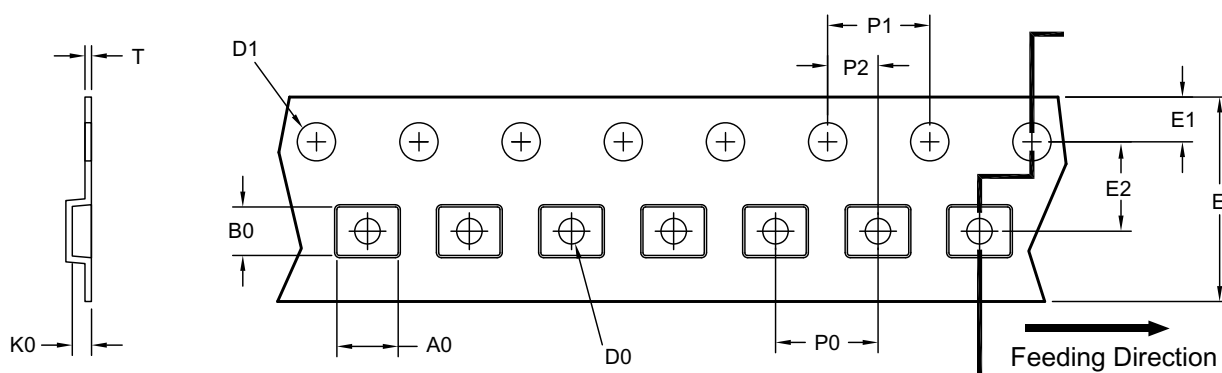 P1
D1
T
P2
E1
E2
E
B0
K0
A0
D0
P0
Feeding Direction